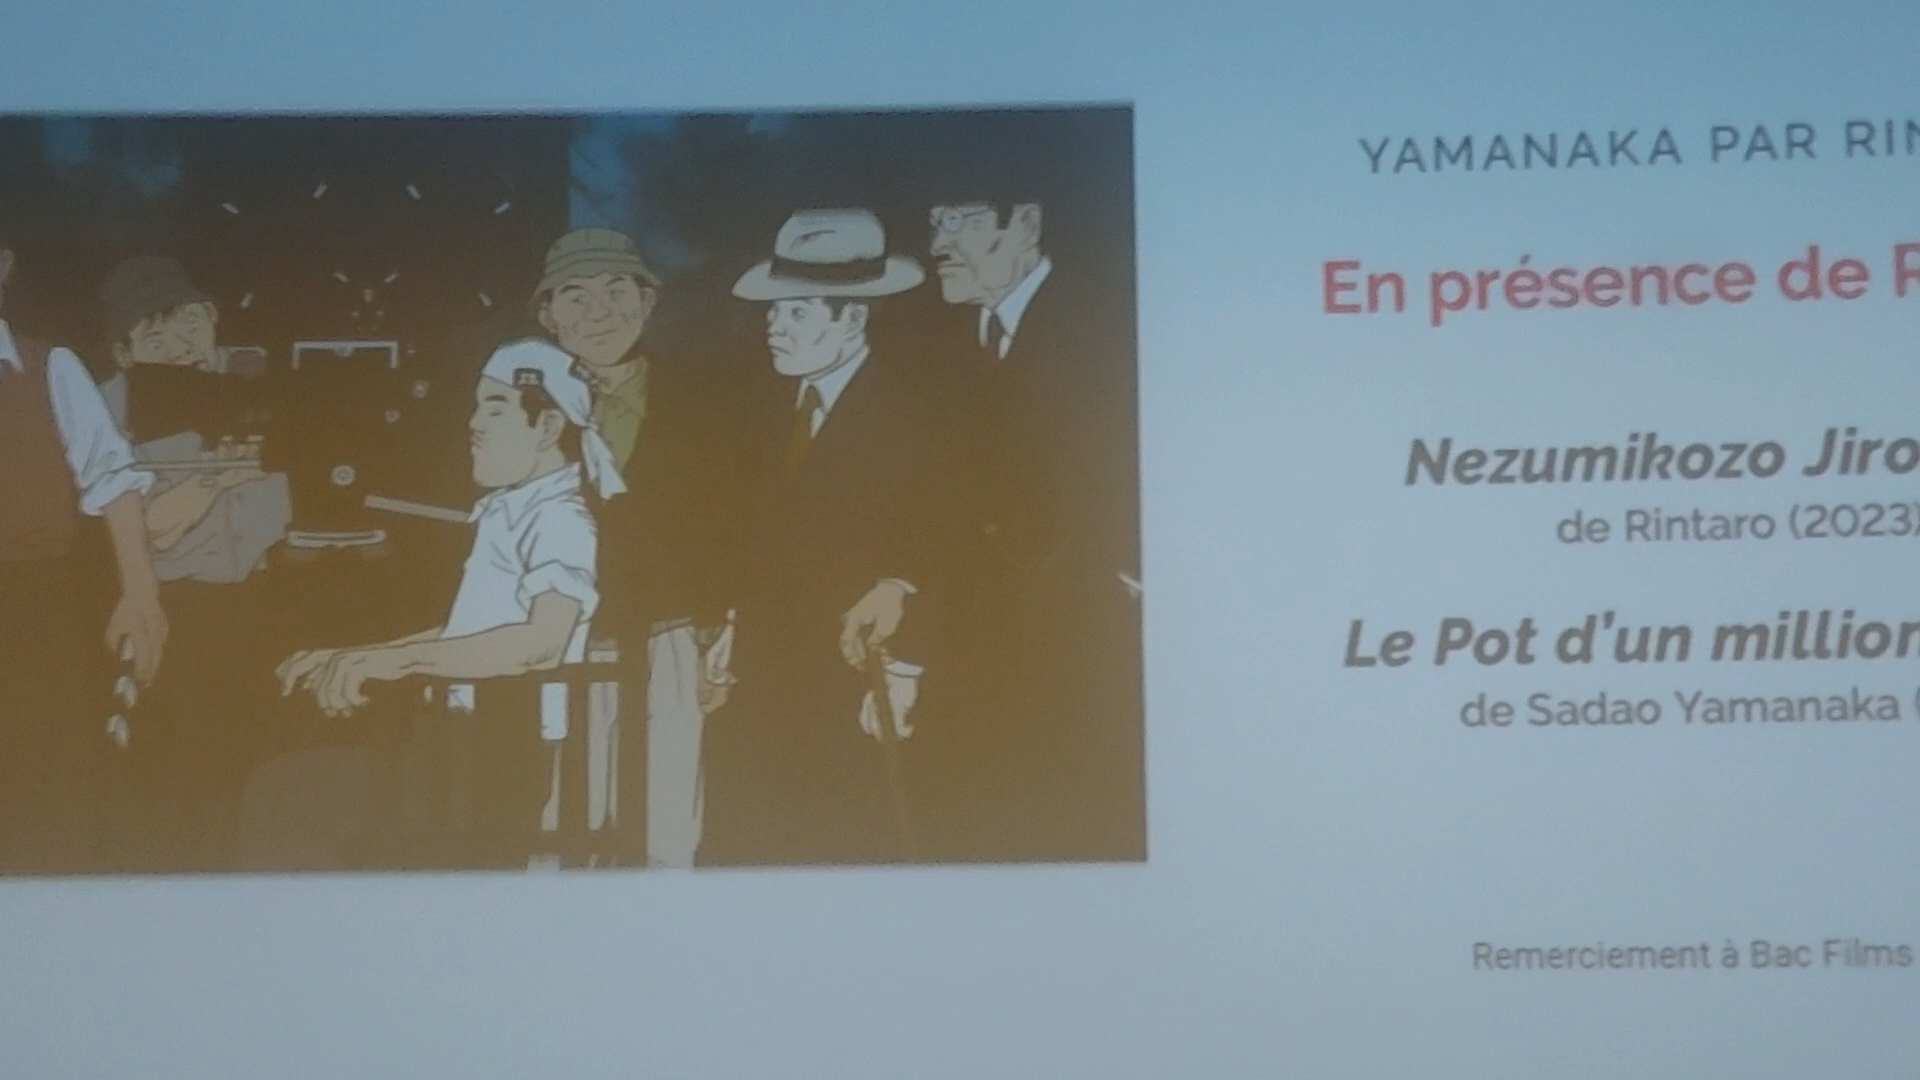 YAMANAKA PAR RIN
En présence de R
Nezumikozo Jiro
de Rintaro (2023)
Le Pot d'un million
de Sadao Yamanaka (
Remerciement à Bac Films